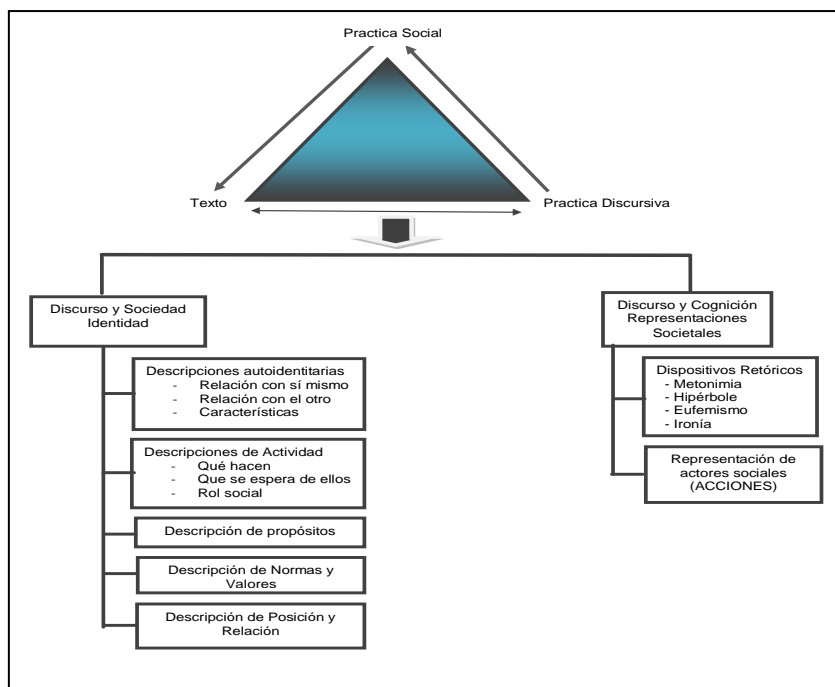 Practica Social
Texto
Practica Discursiva
Discurso y Sociedad
Identidad
Descripciones autoidentitarias
- Relación con sí mismo
- Relación con el otro
- Características
Descripciones de Actividad
- Qué hacen
- Que se espera de ellos
- Rol social
Descripción de propósitos
Descripción de Normas y
Valores
Descripción de Posición y
Relación
Discurso y Cognición
Representaciones
Societales
Dispositivos Retóricos
- Metonimia
- Hipérbole
- Eufemismo
- Ironía
Representación de
actores sociales
(ACCIONES)